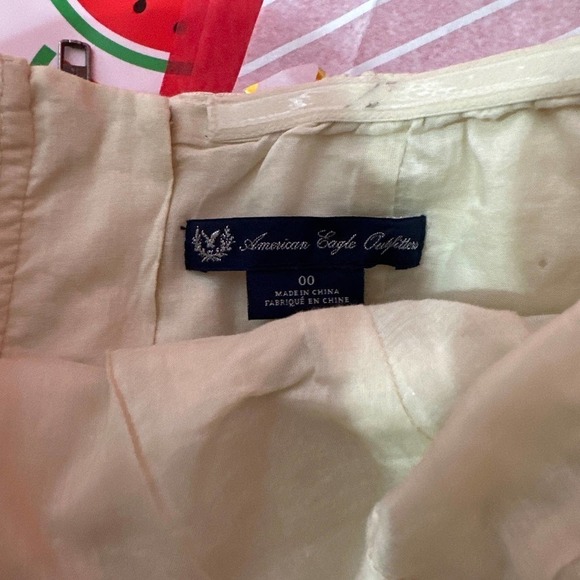 American Eagle Outfitters
00
MADE IN CHINA
FABRIQUÉ EN CHINE